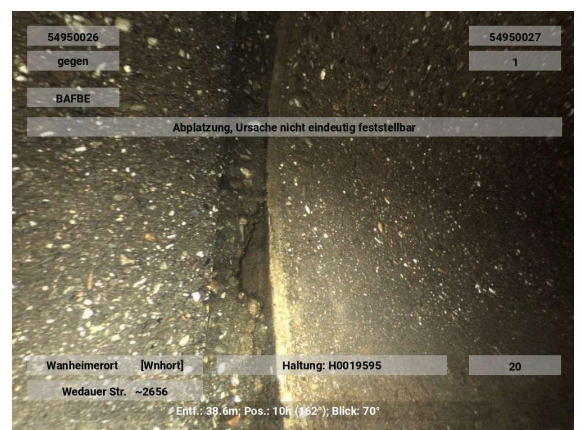 54950026 54950027
gegen 1
BAFBE
Abplatzung, Ursache nicht eindeutig feststellbar
Wanheimerort [Wnhort] Haltung: H0019595 20
Wedauer Str. ~2656
Entf.: 38.6m; Pos.: 10h (162°); Blick: 70°